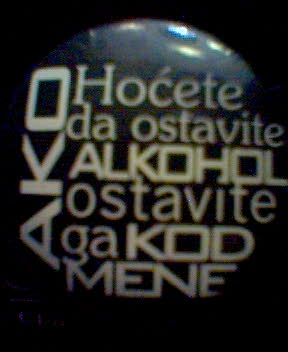 AKO
Hoćete
da ostavite
ALKOHOL
ostavite
ga KOD
MENE